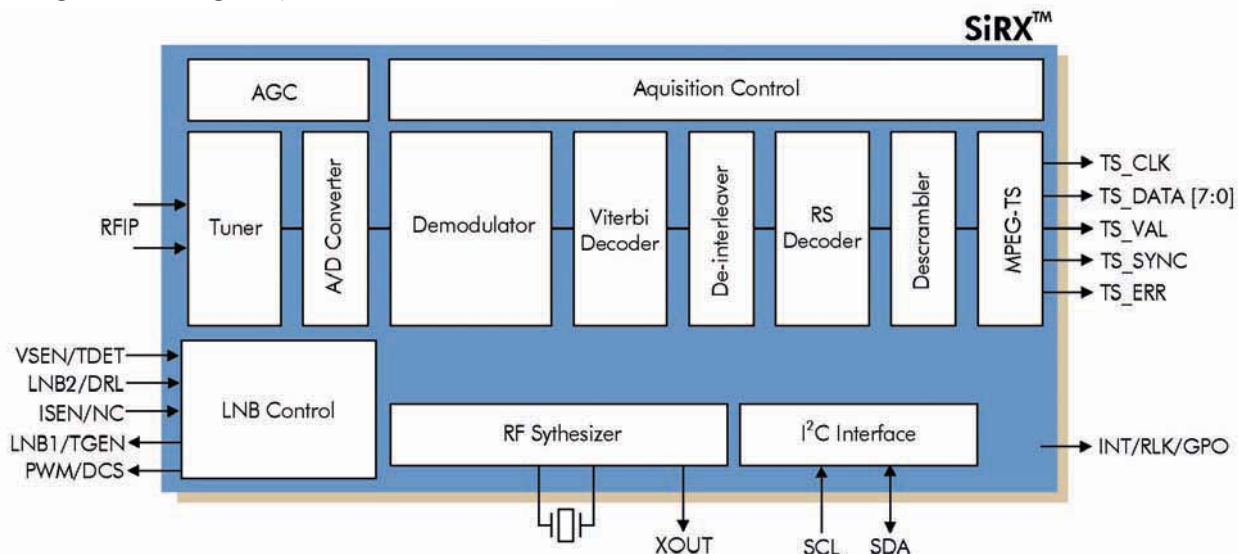 SiRX™
AGC
Aquisition Control
RFIP
Tuner
A/D Converter
Demodulator
Viterbi
Decoder
De-interleaver
RS
Decoder
Descrambler
MPEG-TS
TS_CLK
TS_DATA [7:0]
TS_VAL
TS_SYNC
TS_ERR
VSEN/TDET
LNB2/DRL
ISEN/NC
LNB1/TGEN
PWM/DCS
LNB Control
RF Sythesizer
I²C Interface
INT/RLK/GPO
XOUT
SCL
SDA